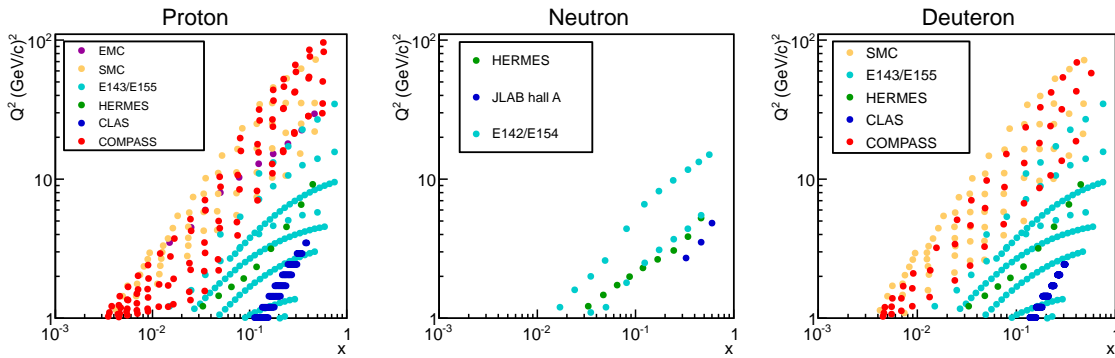 Proton
Q² (GeV/c)²
10²
10
1
EMC
SMC
E143/E155
HERMES
CLAS
COMPASS
10⁻³
10⁻²
10⁻¹
1
x
Neutron
Q² (GeV/c)²
10²
10
1
HERMES
JLAB hall A
E142/E154
10⁻³
10⁻²
10⁻¹
1
x
Deuteron
Q² (GeV/c)²
10²
10
1
SMC
E143/E155
HERMES
CLAS
COMPASS
10⁻³
10⁻²
10⁻¹
1
x